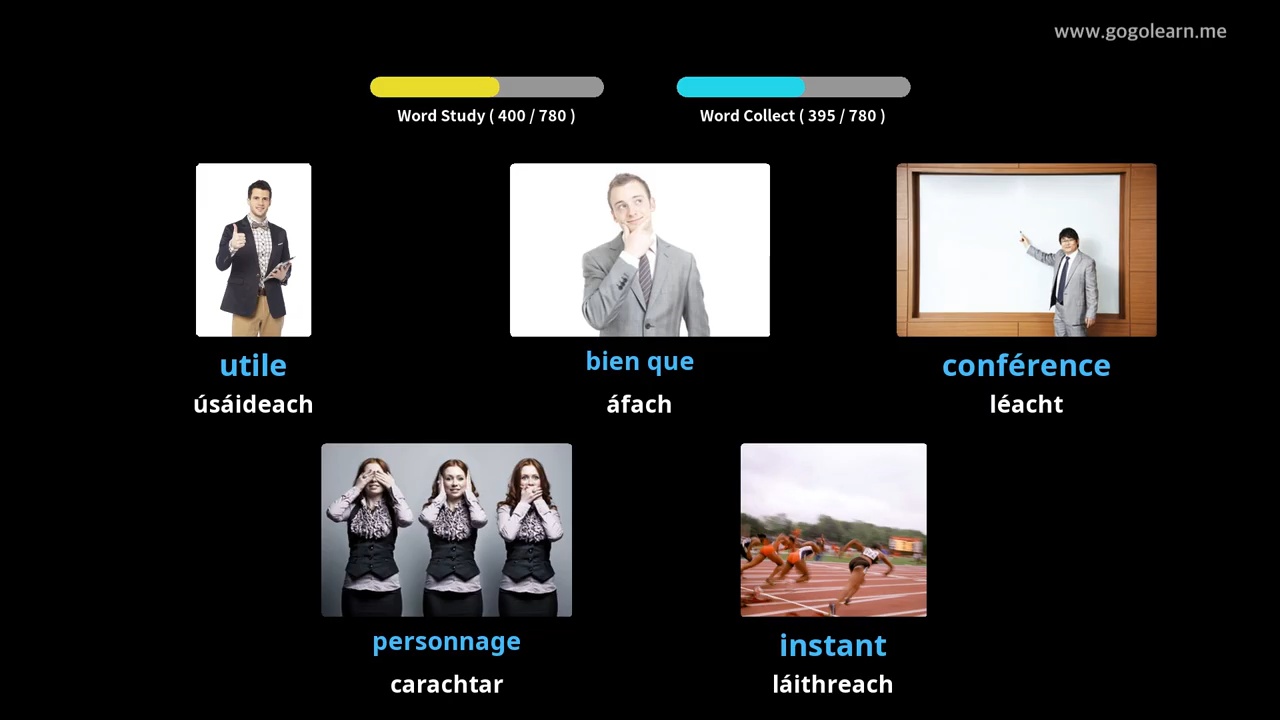 www.gogolearn.me
Word Study ( 400 / 780 )
Word Collect ( 395 / 780 )
utile
úsáideach
bien que
áfach
conférence
léacht
personnage
carachtar
instant
láithreach